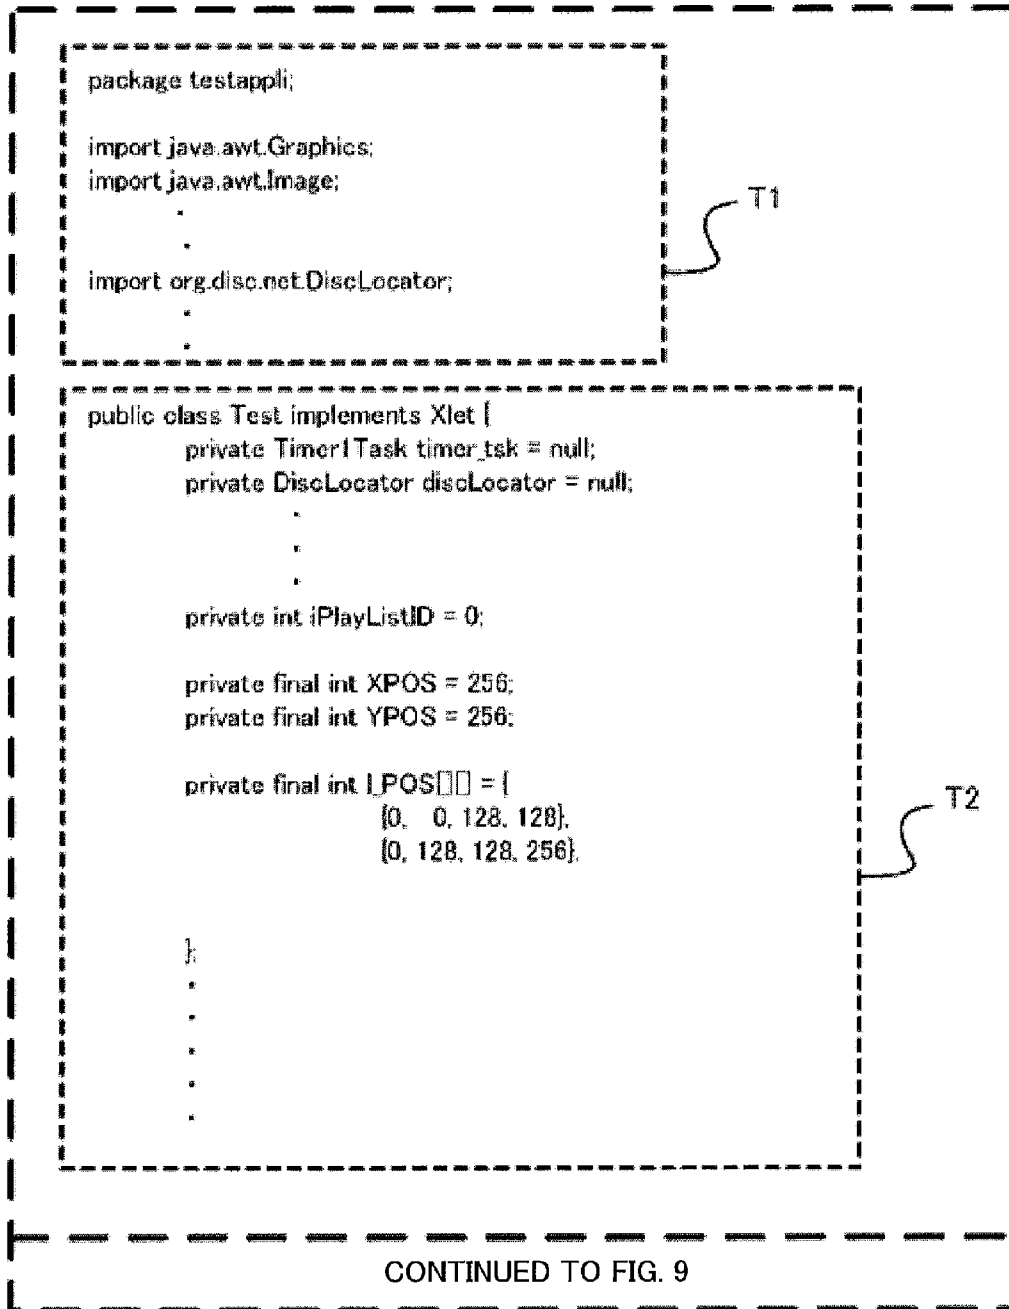 package testappli;
import java.awt.Graphics;
import java.awt.Image;
.
.
import org.disc.net.DiscLocator;
.
.
T1
public class Test implements Xlet {
private Timer1Task timer_tsk = null;
private DiscLocator discLocator = null;
.
.
.
private int iPlayListID = 0;
private final int XPOS = 256;
private final int YPOS = 256;
private final int I_POS[][] = {
{0, 0, 128, 128},
{0, 128, 128, 256},
};
.
.
.
.
.
T2
CONTINUED TO FIG. 9